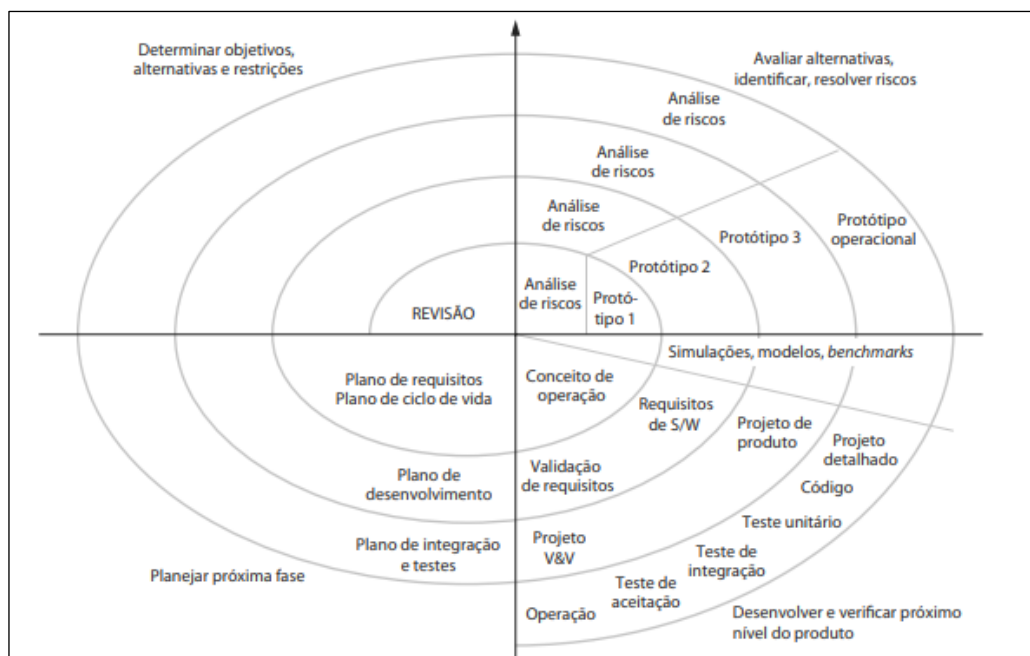 Determinar objetivos,
alternativas e restrições
Avaliar alternativas,
identificar, resolver riscos
Análise
de riscos
Análise
de riscos
Análise
de riscos
Protótipo
operacional
Protótipo 3
Protótipo 2
Análise
de riscos
Protó-
tipo 1
REVISÃO
Simulações, modelos, benchmarks
Plano de requisitos
Plano de ciclo de vida
Conceito de
operação
Requisitos
de S/W
Projeto de
produto
Projeto
detalhado
Código
Plano de
desenvolvimento
Validação
de requisitos
Teste unitário
Plano de integração
e testes
Projeto
V&V
Teste de
integração
Planejar próxima fase
Teste de
aceitação
Operação
Desenvolver e verificar próximo
nível do produto